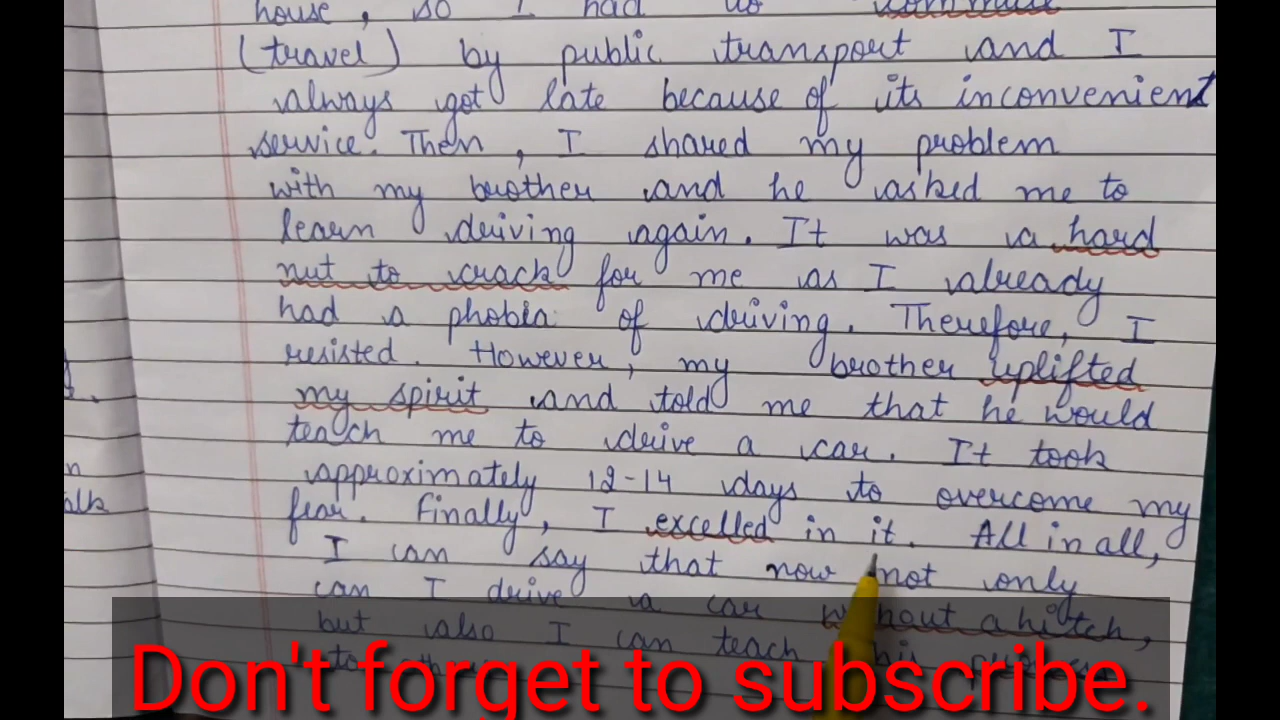 house, so I had to commute
(travel) by public transport and I
always got late because of its inconvenient
service. Then, I shared my problem
with my brother and he asked me to
learn driving again. It was a hard
nut to crack for me as I already
had a phobia of driving. Therefore, I
resisted. However, my brother uplifted
my spirit and told me that he would
teach me to drive a car. It took
approximately 12-14 days to overcome my
fear. Finally, I excelled in it. All in all,
I can say that now not only
can I drive a car without a hitch,
but also I can teach this
to
Don't forget to subscribe.